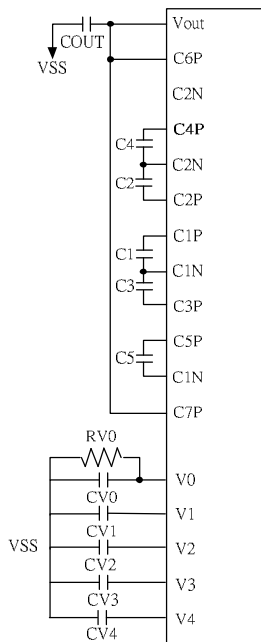 Vout
COUT
VSS
C6P
C2N
C4P
C4
C2N
C2
C2P
C1P
C1
C1N
C3
C3P
C5P
C5
C1N
C7P
RV0
V0
CV0
V1
CV1
VSS
V2
CV2
V3
CV3
V4
CV4